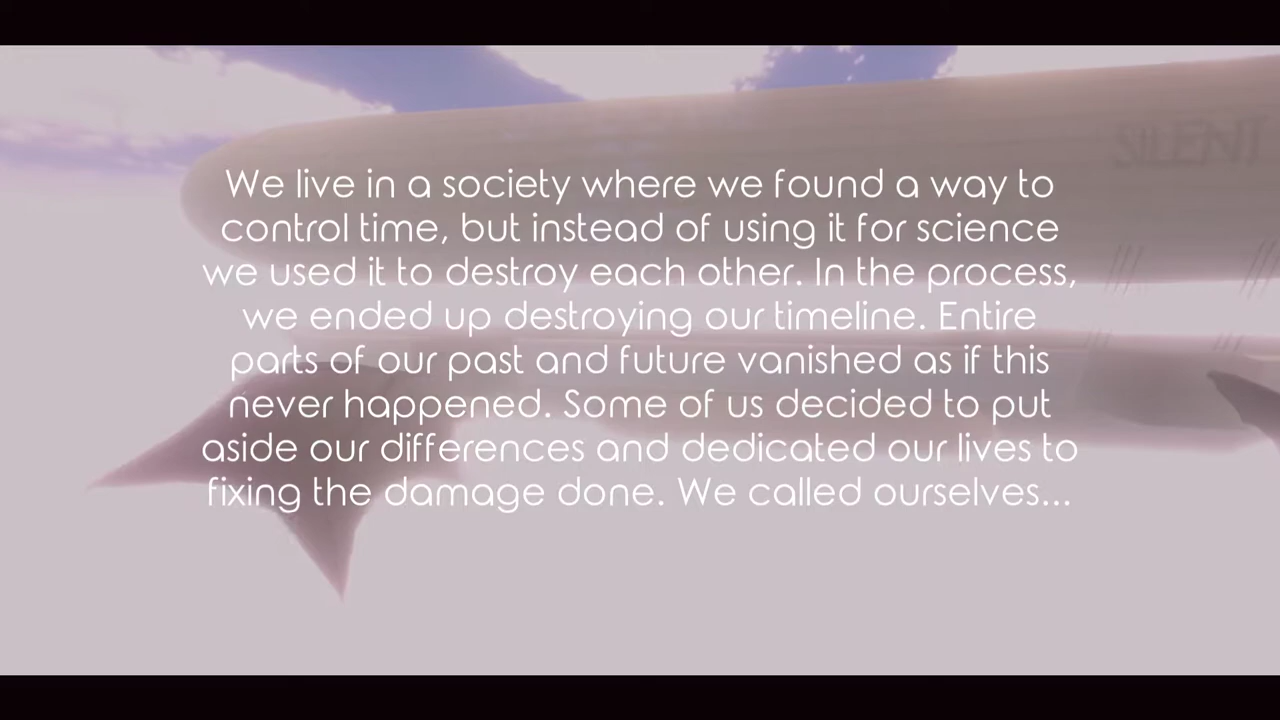 SILENT
We live in a society where we found a way to
control time, but instead of using it for science
we used it to destroy each other. In the process,
we ended up destroying our timeline. Entire
parts of our past and future vanished as if this
never happened. Some of us decided to put
aside our differences and dedicated our lives to
fixing the damage done. We called ourselves...